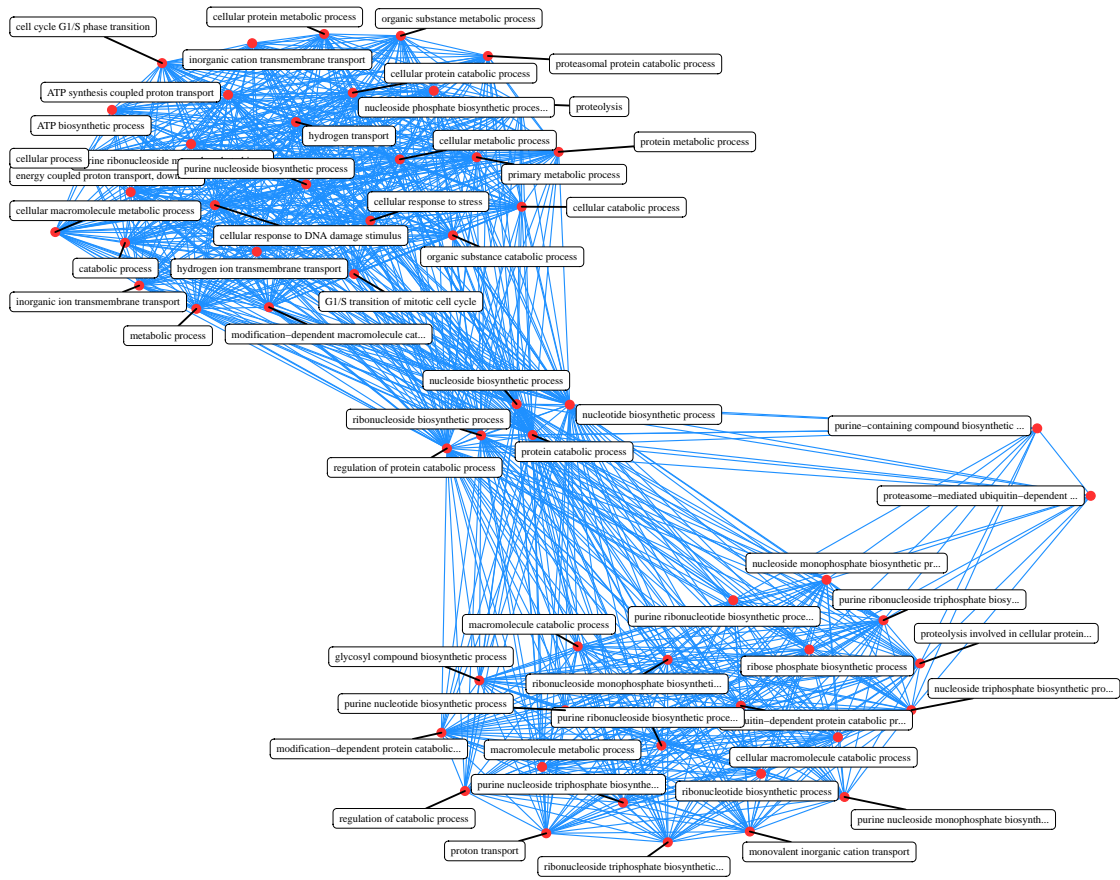 cellular protein metabolic process
organic substance metabolic process
cell cycle G1/S phase transition
inorganic cation transmembrane transport
proteasomal protein catabolic process
cellular protein catabolic process
ATP synthesis coupled proton transport
nucleoside phosphate biosynthetic proces...
proteolysis
ATP biosynthetic process
hydrogen transport
cellular metabolic process
protein metabolic process
cellular process
purine nucleoside biosynthetic process
energy coupled proton transport, down
primary metabolic process
cellular response to stress
cellular catabolic process
cellular macromolecule metabolic process
cellular response to DNA damage stimulus
organic substance catabolic process
catabolic process
hydrogen ion transmembrane transport
inorganic ion transmembrane transport
G1/S transition of mitotic cell cycle
metabolic process
modification−dependent macromolecule cat...
nucleoside biosynthetic process
nucleotide biosynthetic process
ribonucleoside biosynthetic process
purine−containing compound biosynthetic ...
protein catabolic process
regulation of protein catabolic process
proteasome−mediated ubiquitin−dependent ...
nucleoside monophosphate biosynthetic pr...
purine ribonucleoside triphosphate biosy...
purine ribonucleotide biosynthetic proce...
macromolecule catabolic process
proteolysis involved in cellular protein...
glycosyl compound biosynthetic process
ribose phosphate biosynthetic process
ribonucleoside monophosphate biosyntheti...
nucleoside triphosphate biosynthetic pro...
purine nucleotide biosynthetic process
purine ribonucleoside biosynthetic proce...
dependent protein catabolic pr...
modification−dependent protein catabolic...
macromolecule metabolic process
cellular macromolecule catabolic process
purine nucleoside triphosphate biosynthe...
ribonucleotide biosynthetic process
regulation of catabolic process
purine nucleoside monophosphate biosynth...
proton transport
monovalent inorganic cation transport
ribonucleoside triphosphate biosynthetic...